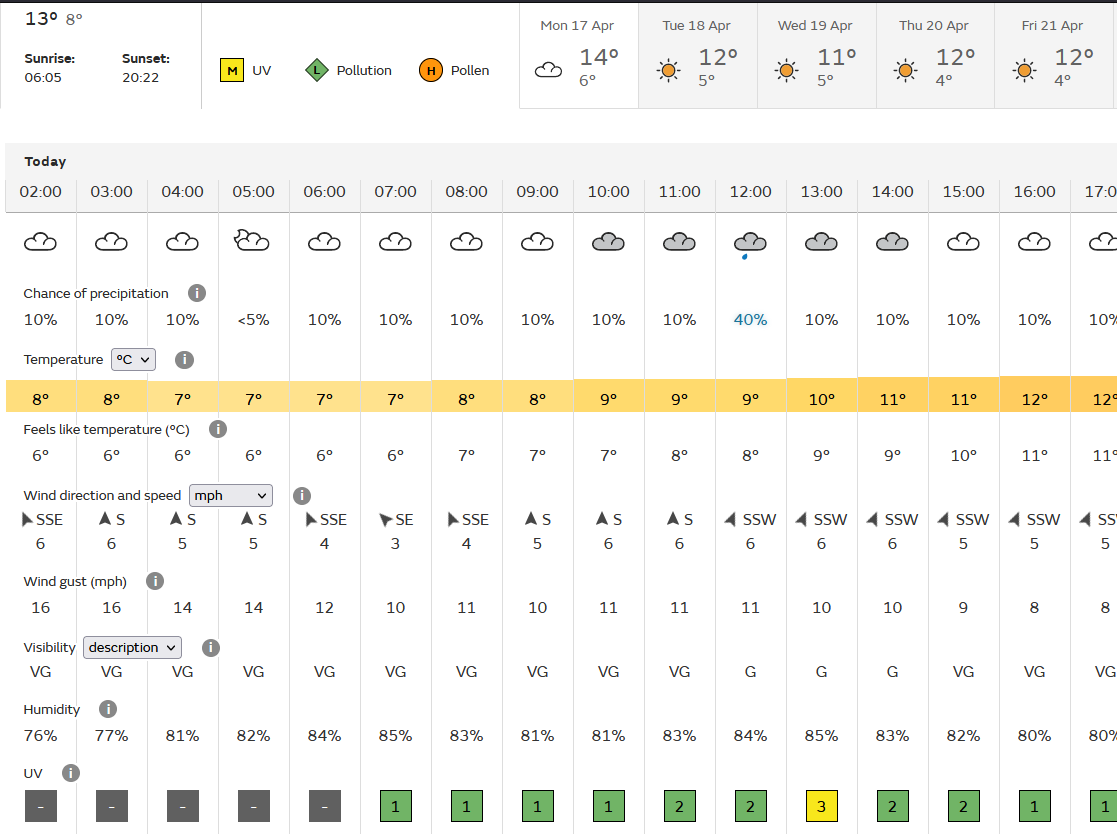 13° 8°
Sunrise: Sunset:
06:05 20:22
M UV L Pollution H Pollen
Mon 17 Apr Tue 18 Apr Wed 19 Apr Thu 20 Apr Fri 21 Apr
14° 12° 11° 12° 12°
6° 5° 5° 4° 4°
Today
02:00 03:00 04:00 05:00 06:00 07:00 08:00 09:00 10:00 11:00 12:00 13:00 14:00 15:00 16:00 17:0
Chance of precipitation i
10% 10% 10% <5% 10% 10% 10% 10% 10% 10% 40% 10% 10% 10% 10% 10%
Temperature °C i
8° 8° 7° 7° 7° 7° 8° 8° 9° 9° 9° 10° 11° 11° 12° 12°
Feels like temperature (°C) i
6° 6° 6° 6° 6° 6° 7° 7° 7° 8° 8° 9° 9° 10° 11° 11°
Wind direction and speed mph i
SSE S S S SSE SE SSE S S S SSW SSW SSW SSW SSW SSW
6 6 5 5 4 3 4 5 6 6 6 6 6 5 5 5
Wind gust (mph) i
16 16 14 14 12 10 11 10 11 11 11 10 10 9 8 8
Visibility description i
VG VG VG VG VG VG VG VG VG VG G G G VG VG VG
Humidity i
76% 77% 81% 82% 84% 85% 83% 81% 81% 83% 84% 85% 83% 82% 80% 80%
UV i
- - - - - 1 1 1 1 2 2 3 2 2 1 1